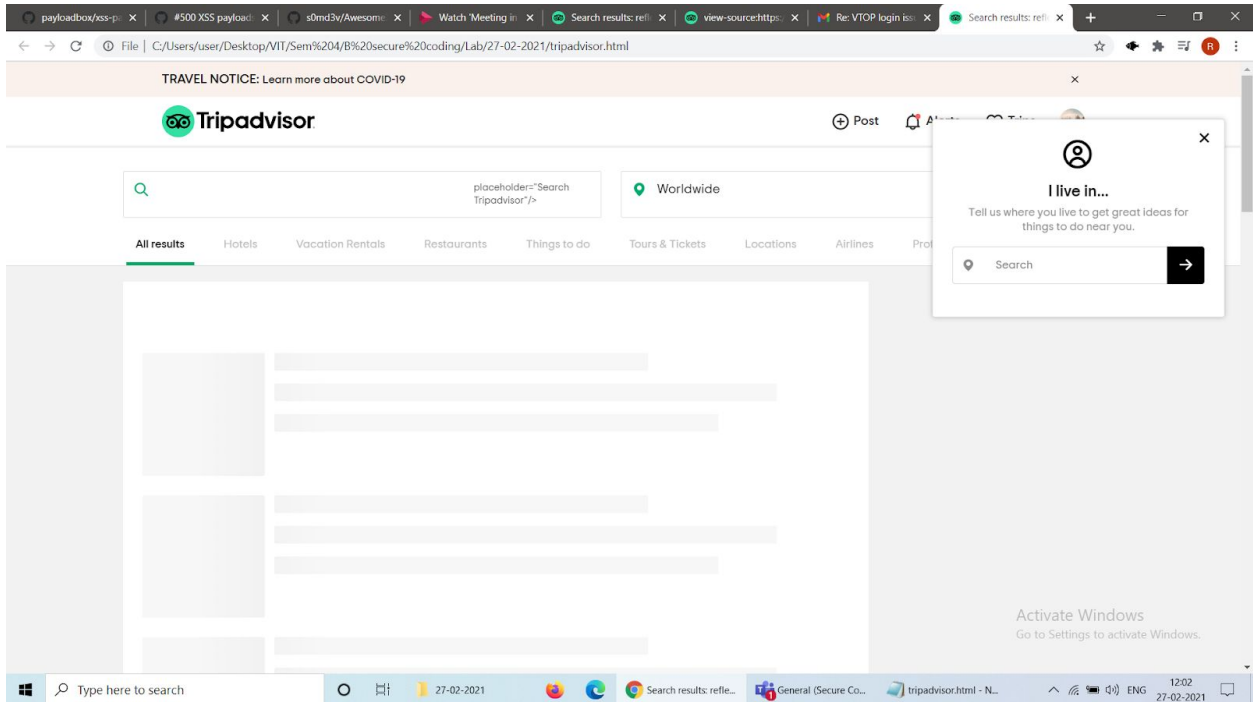 payloadbox/xss-pa
#500 XSS payloads
s0md3v/Awesome
Watch 'Meeting in
Search results: refl
view-source:https:/
Re: VTOP login issu
Search results: refl
File | C:/Users/user/Desktop/VIT/Sem%204/B%20secure%20coding/Lab/27-02-2021/tripadvisor.html
R
TRAVEL NOTICE: Learn more about COVID-19
Tripadvisor
Post
Alerts
Trips
placeholder="Search
Tripadvisor"/>
Worldwide
All results Hotels Vacation Rentals Restaurants Things to do Tours & Tickets Locations Airlines Prof
I live in...
Tell us where you live to get great ideas for
things to do near you.
Search
Activate Windows
Go to Settings to activate Windows.
Type here to search
27-02-2021
Search results: refle...
General (Secure Co...
tripadvisor.html - N...
ENG
12:02
27-02-2021